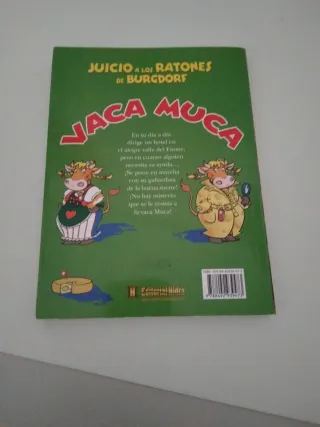 JUICIO A LOS RATONES
DE BURGDORF
VACA MUCA
En su día a día
dirige un hotel en
el alegre valle del Emme,
pero en cuanto alguien
necesita su ayuda...,
¡Se pone en marcha
con su gabardina
de la buena suerte!
¡No hay misterio
que se le resista a
la vaca Muca!
Editorial Hidra